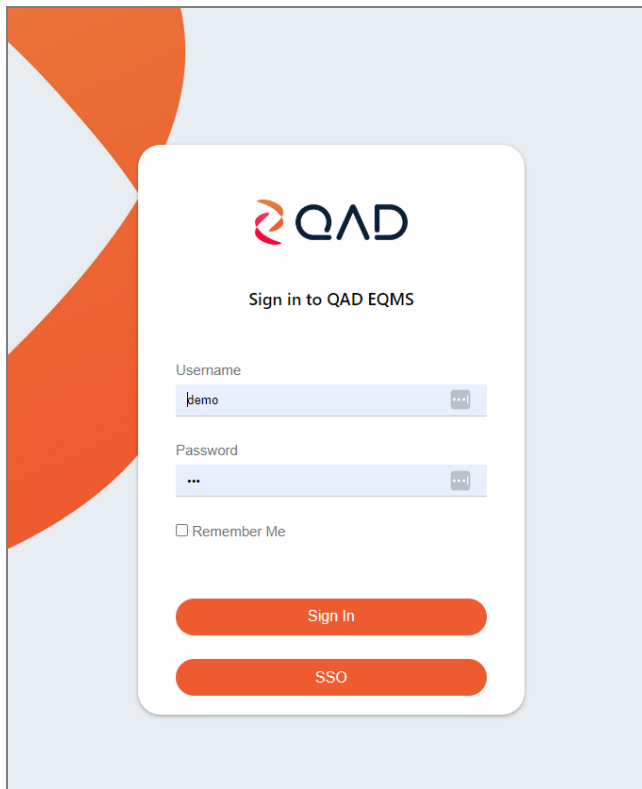 QAD
Sign in to QAD EQMS
Username
demo
Password
•••
Remember Me
Sign In
SSO